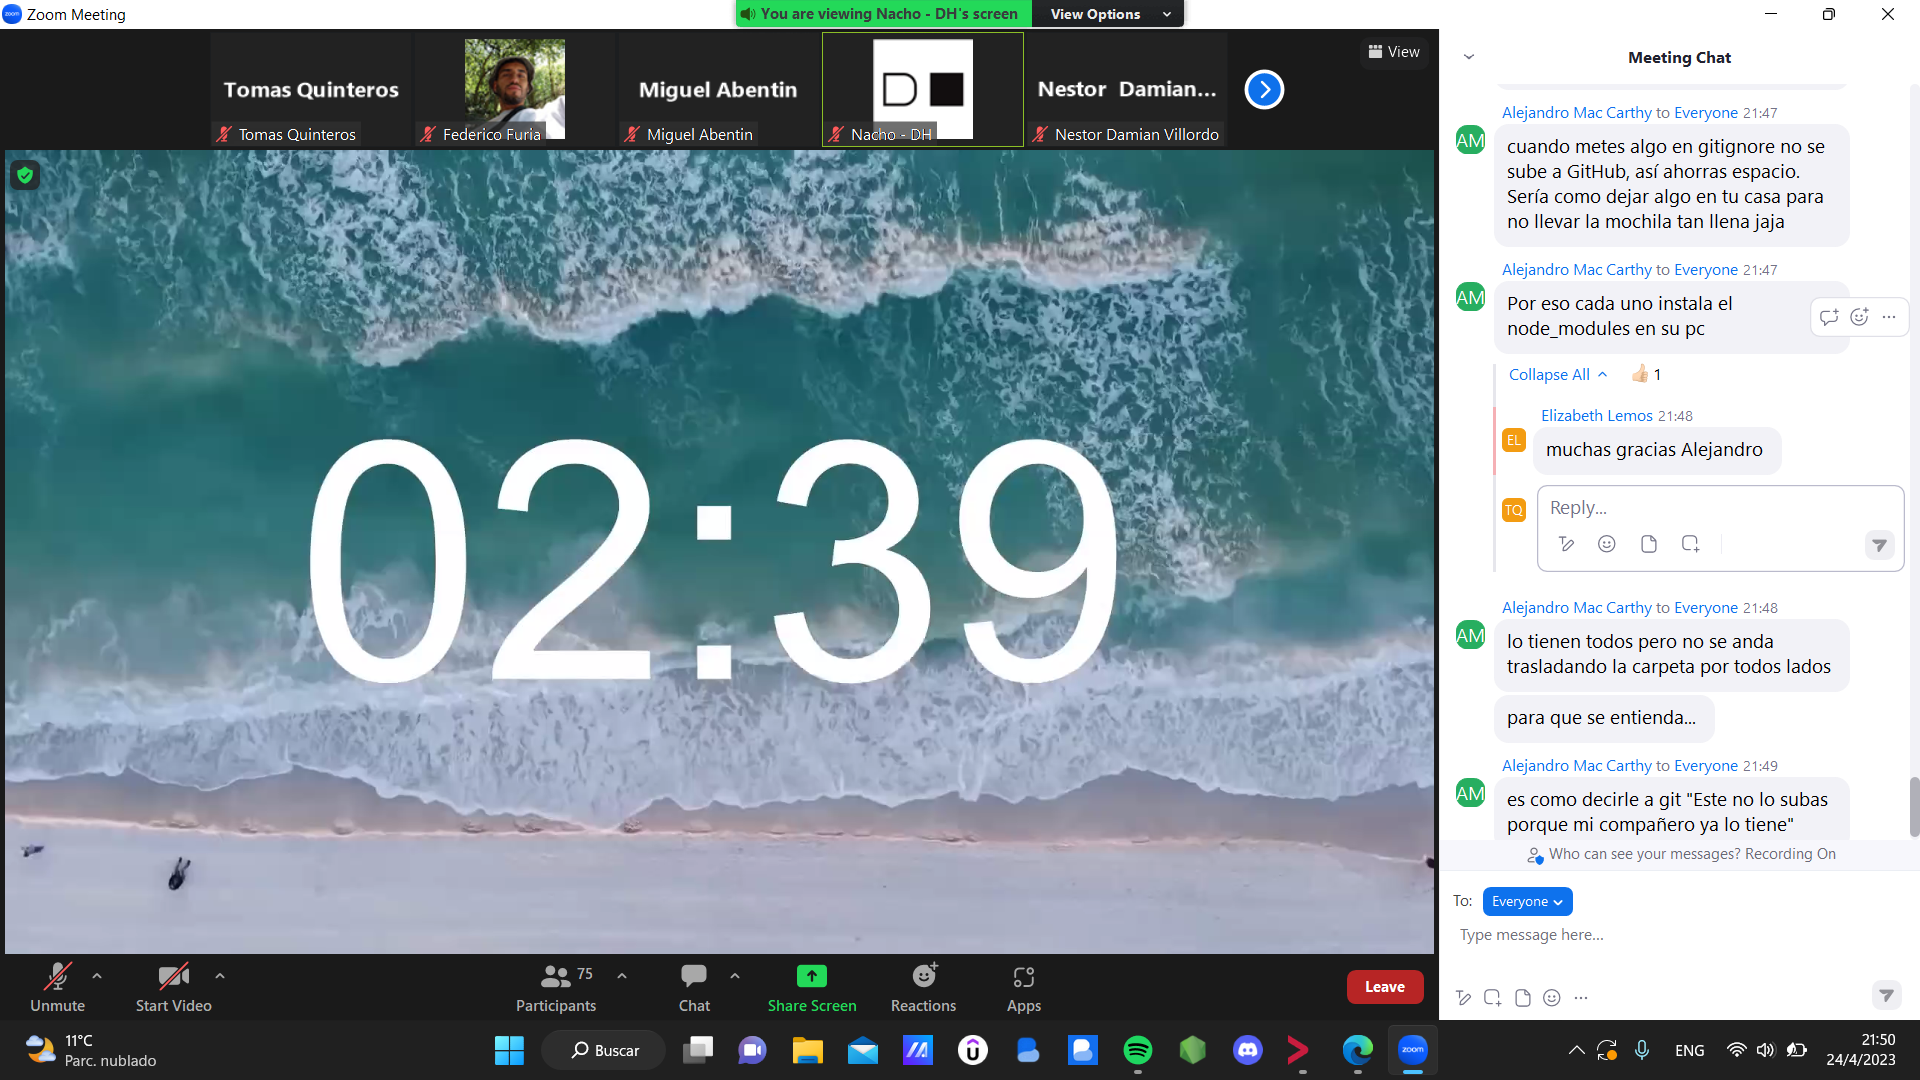 Zoom Meeting
You are viewing Nacho - DH's screen
View Options
View
Tomas Quinteros
Tomas Quinteros
Federico Furia
Miguel Abentin
Miguel Abentin
D
Nacho - DH
Nestor Damian...
Nestor Damian Villordo
02:39
Meeting Chat
Alejandro Mac Carthy to Everyone 21:47
AM
cuando metes algo en gitignore no se
sube a GitHub, así ahorras espacio.
Sería como dejar algo en tu casa para
no llevar la mochila tan llena jaja
Alejandro Mac Carthy to Everyone 21:47
AM
Por eso cada uno instala el
node_modules en su pc
Collapse All
1
Elizabeth Lemos 21:48
EL
muchas gracias Alejandro
TQ
Reply...
Alejandro Mac Carthy to Everyone 21:48
AM
lo tienen todos pero no se anda
trasladando la carpeta por todos lados
para que se entienda...
Alejandro Mac Carthy to Everyone 21:49
AM
es como decirle a git "Este no lo subas
porque mi compañero ya lo tiene"
Who can see your messages? Recording On
To: Everyone
Type message here...
Unmute
Start Video
75
Participants
Chat
Share Screen
Reactions
Apps
Leave
11°C
Parc. nublado
Buscar
zoom
ENG
21:50
24/4/2023